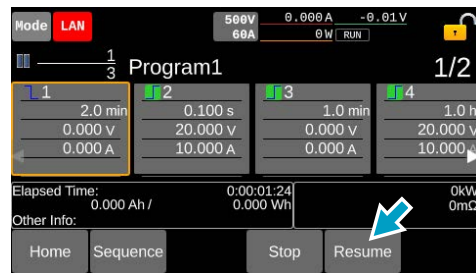 Mode LAN 500V 60A 0.000A -0.01V 0W RUN
1/3 Program1 1/2
1 2 3 4
2.0 min 0.100 s 1.0 min 1.0 h
0.000 V 20.000 V 0.000 V 20.000 V
0.000 A 10.000 A 0.000 A 10.000
Elapsed Time: 0:00:01:24 0kW
0.000 Ah / 0.000 Wh 0mΩ
Other Info:
Home Sequence Stop Resume